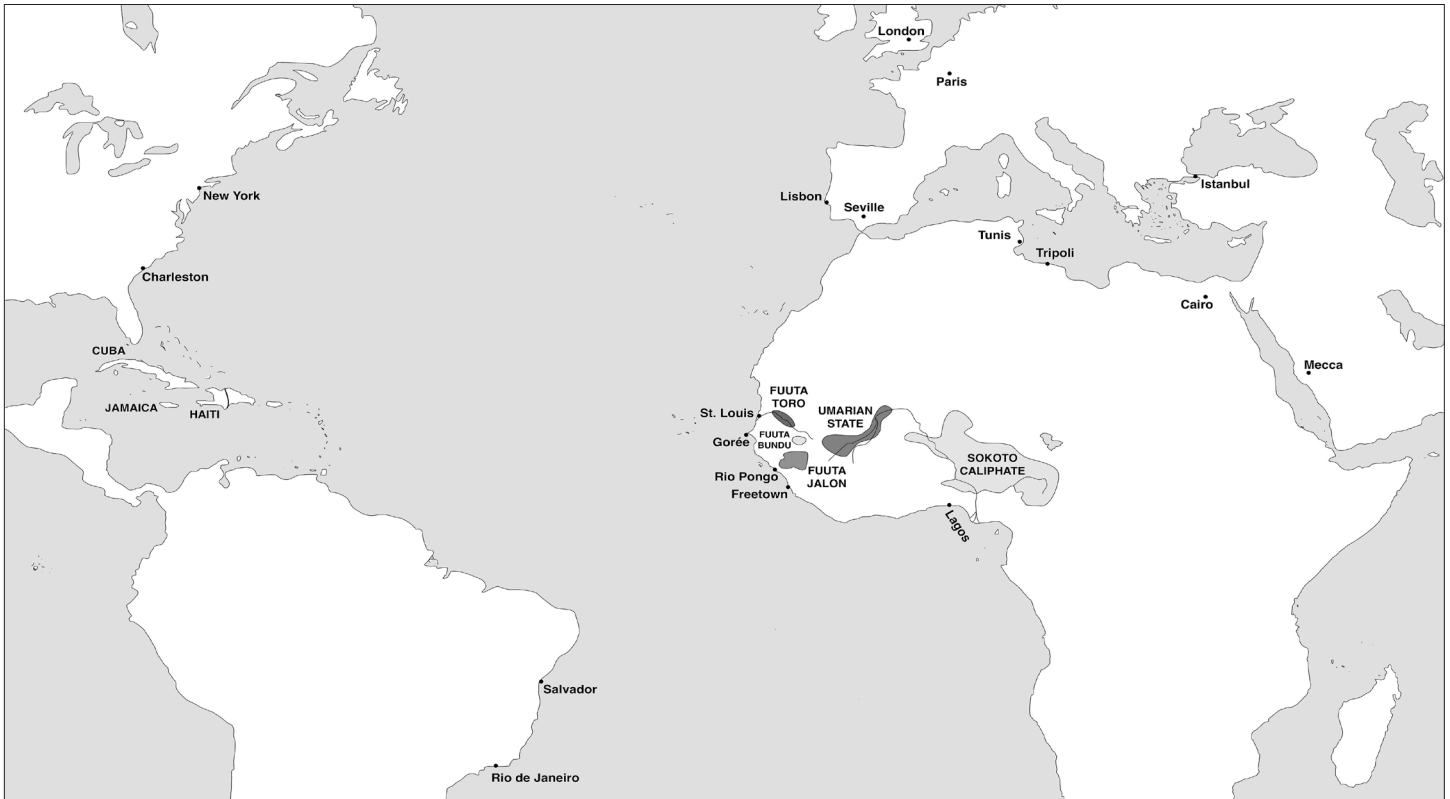 London
Paris
New York
Lisbon
Seville
Istanbul
Tunis
Tripoli
Charleston
Cairo
CUBA
Mecca
JAMAICA
HAITI
FUUTA
TORO
St. Louis
UMARIAN
STATE
Gorée
FUUTA
BUNDU
SOKOTO
CALIPHATE
Rio Pongo
FUUTA
JALON
Freetown
Lagos
Salvador
Rio de Janeiro